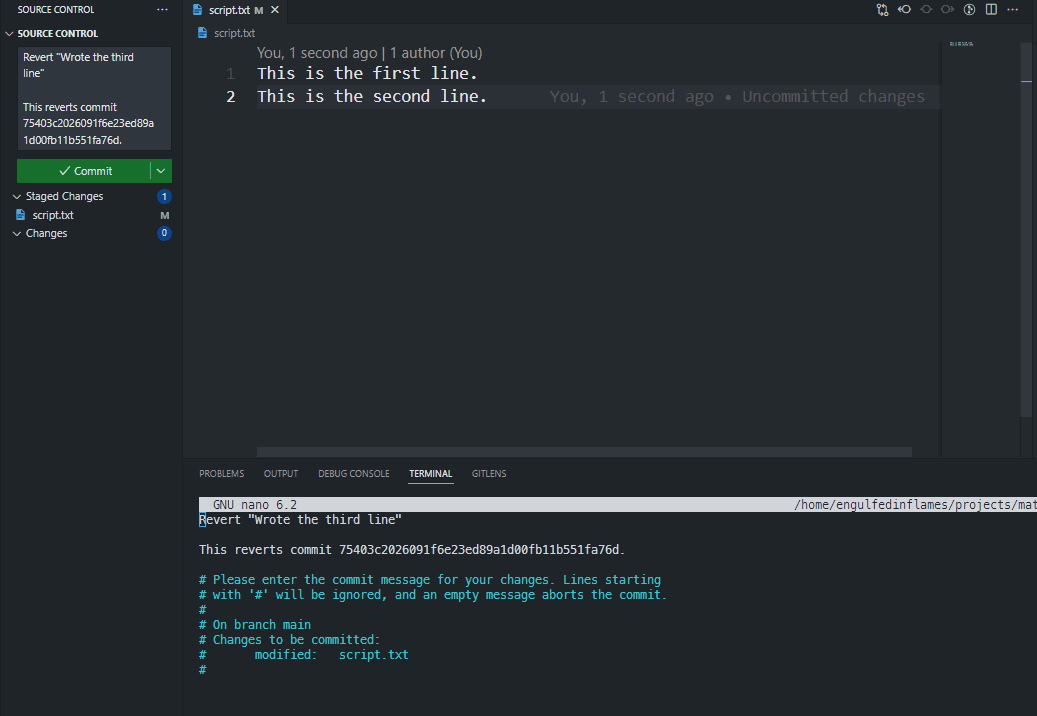 SOURCE CONTROL
SOURCE CONTROL
Revert "Wrote the third
line"
This reverts commit
75403c2026091f6e23ed89a
1d00fb11b551fa76d.
Commit
Staged Changes 1
script.txt M
Changes 0
script.txt M
script.txt
You, 1 second ago | 1 author (You)
1 This is the first line.
2 This is the second line. You, 1 second ago • Uncommitted changes
PROBLEMS OUTPUT DEBUG CONSOLE TERMINAL GITLENS
GNU nano 6.2 /home/engulfedinflames/projects/mat
Revert "Wrote the third line"
This reverts commit 75403c2026091f6e23ed89a1d00fb11b551fa76d.
# Please enter the commit message for your changes. Lines starting
# with '#' will be ignored, and an empty message aborts the commit.
#
# On branch main
# Changes to be committed:
# modified: script.txt
#